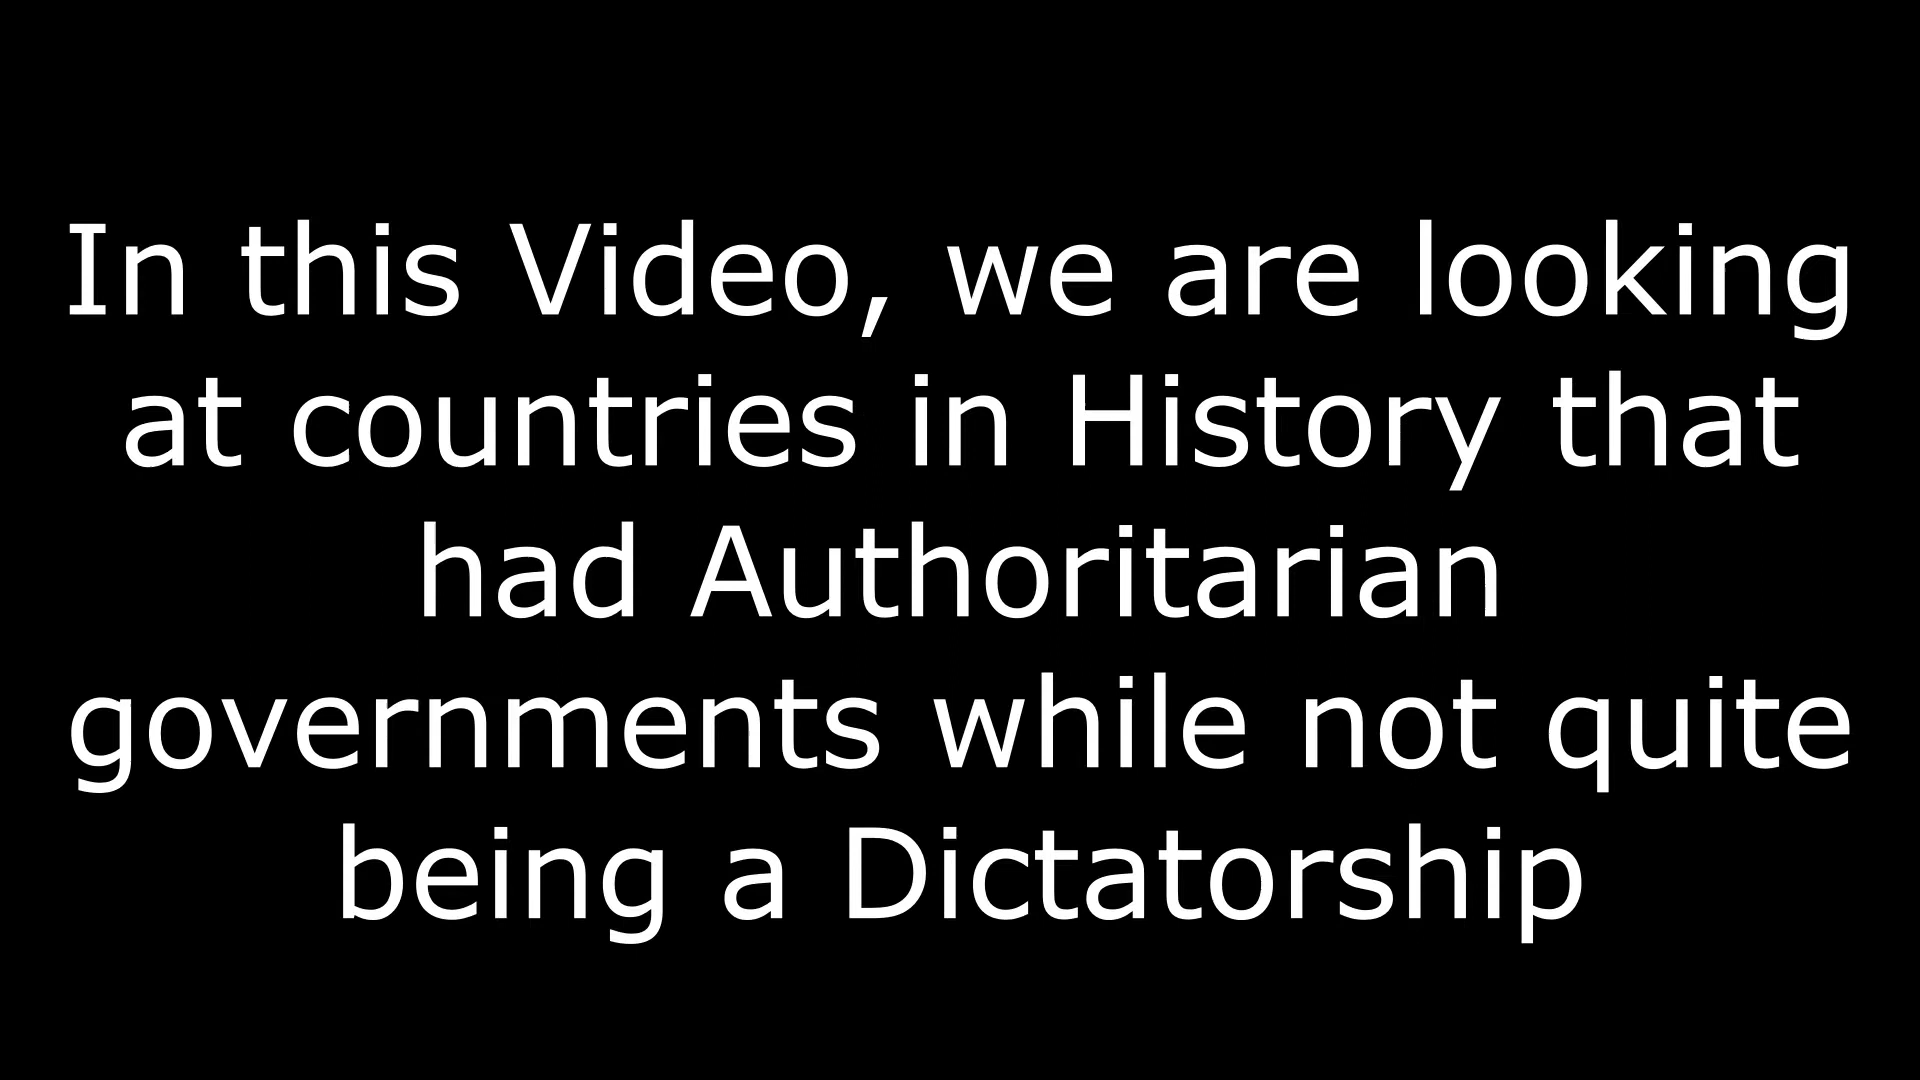 In this Video, we are looking
at countries in History that
had Authoritarian
governments while not quite
being a Dictatorship